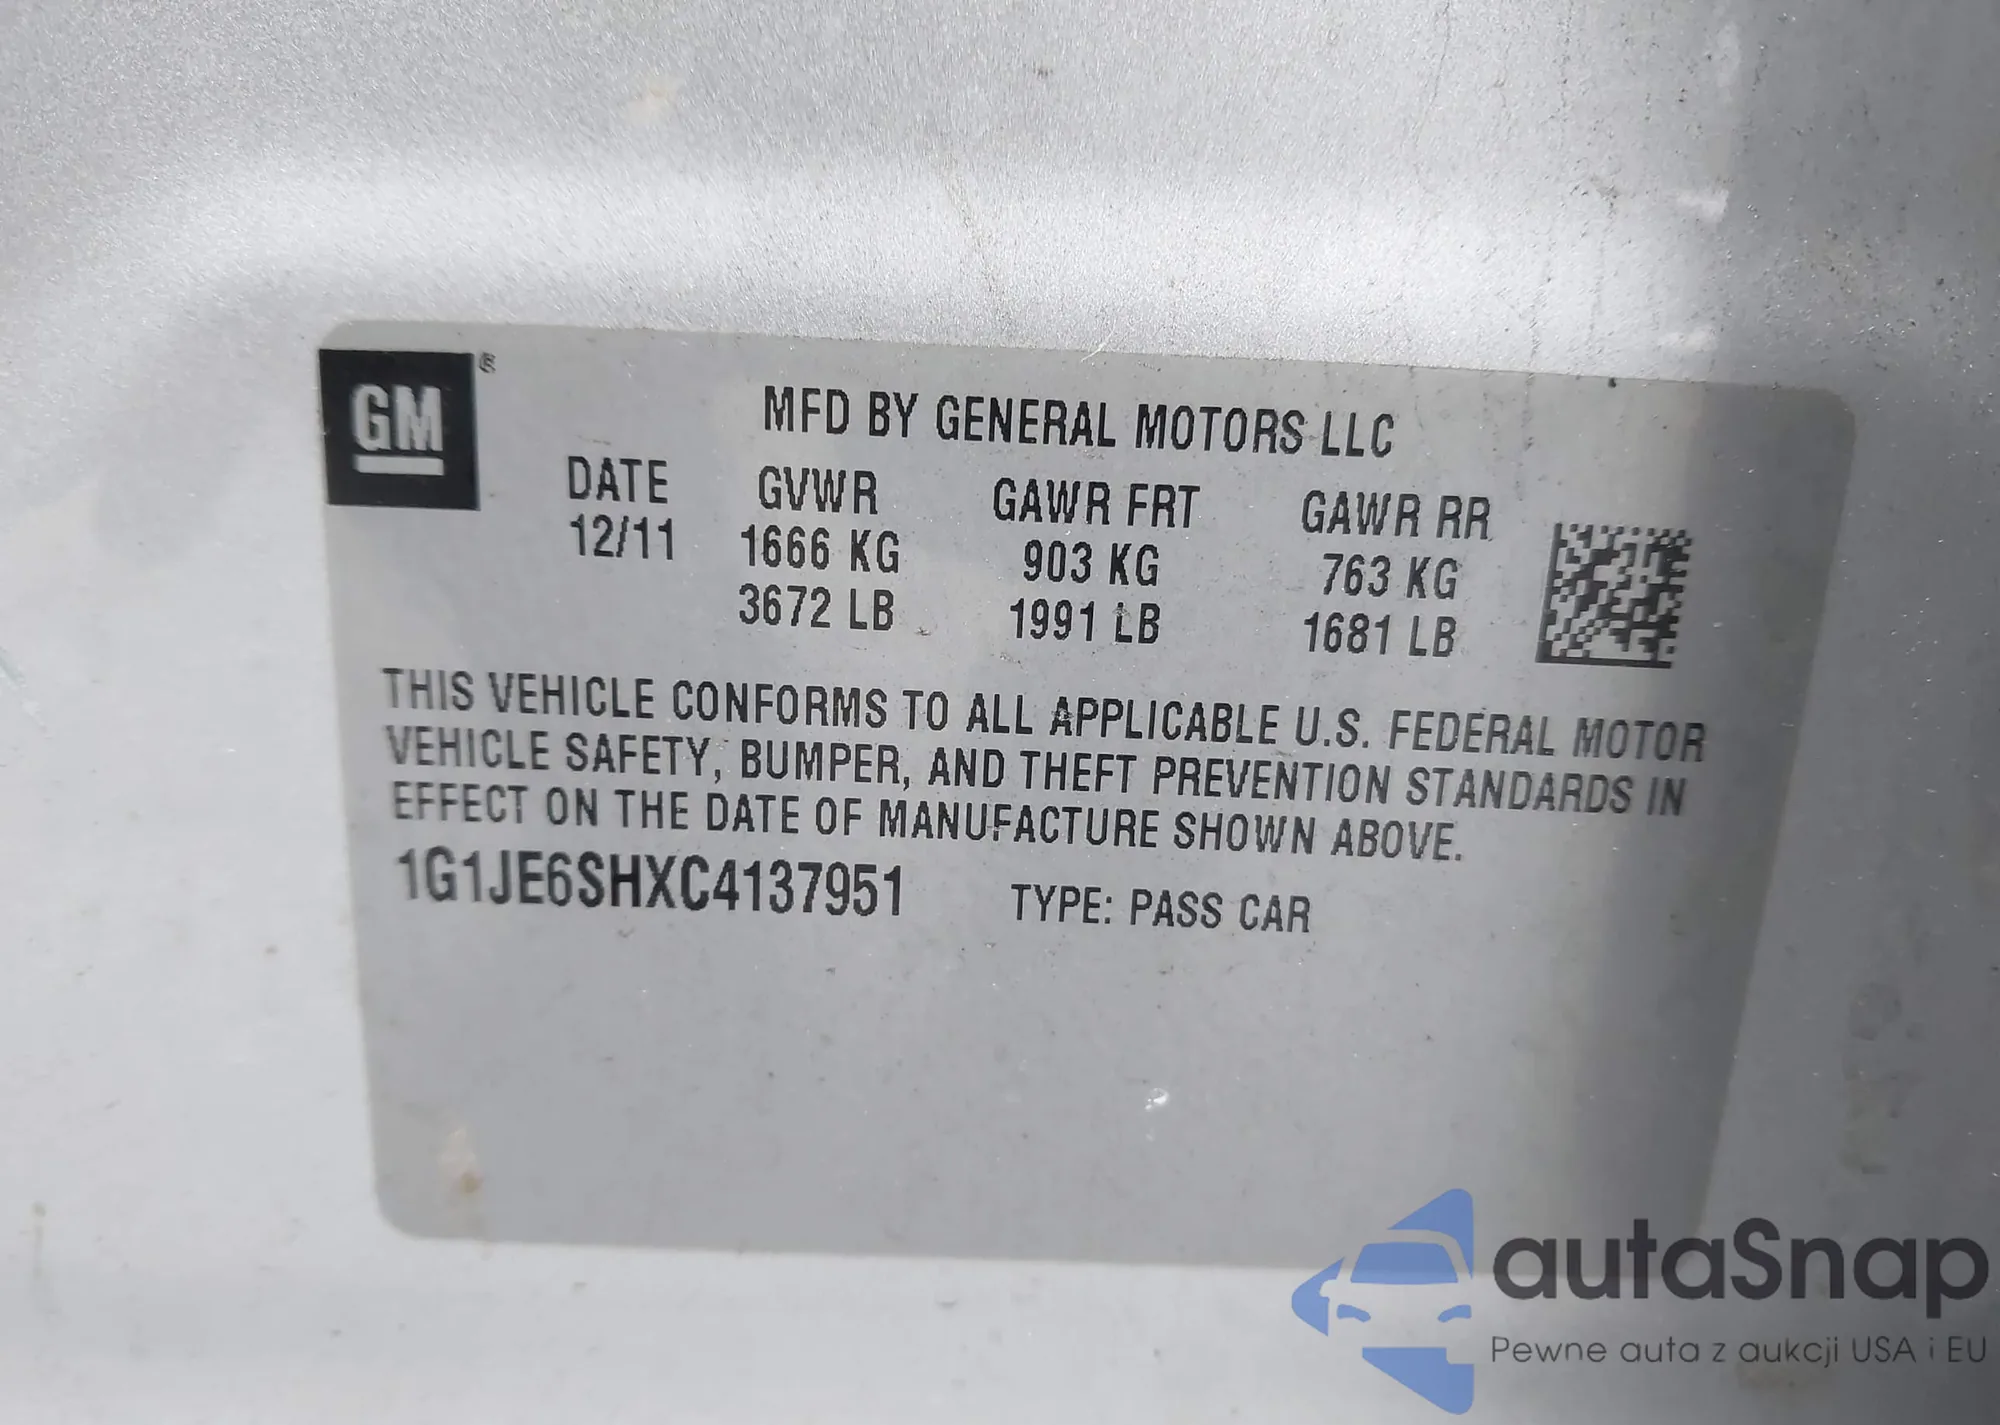 GM
MFD BY GENERAL MOTORS LLC
DATE GVWR GAWR FRT GAWR RR
12/11 1666 KG 903 KG 763 KG
3672 LB 1991 LB 1681 LB
THIS VEHICLE CONFORMS TO ALL APPLICABLE U.S. FEDERAL MOTOR
VEHICLE SAFETY, BUMPER, AND THEFT PREVENTION STANDARDS IN
EFFECT ON THE DATE OF MANUFACTURE SHOWN ABOVE.
1G1JE6SHXC4137951 TYPE: PASS CAR
autaSnap
Pewne auta z aukcji USA i EU